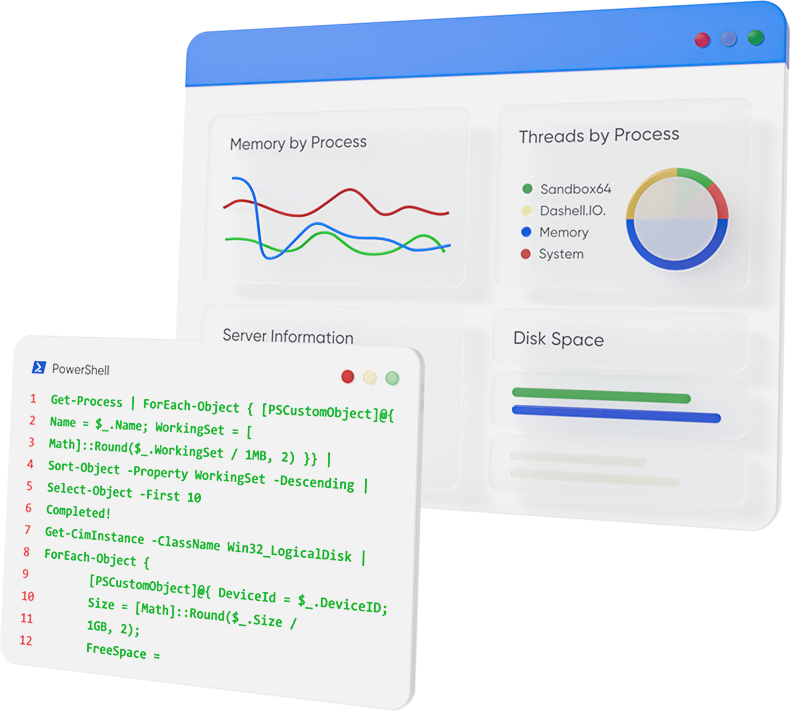 Memory by Process
Threads by Process
Sandbox64
Dashell.IO.
Memory
System
Server Information
Disk Space
PowerShell
1 Get-Process | ForEach-Object { [PSCustomObject]@{
2 Name = $_.Name; WorkingSet = [
3 Math]::Round($_.WorkingSet / 1MB, 2) }} |
4 Sort-Object -Property WorkingSet -Descending |
5 Select-Object -First 10
6 Completed!
7 Get-CimInstance -ClassName Win32_LogicalDisk |
8 ForEach-Object {
9 [PSCustomObject]@{ DeviceId = $_.DeviceID;
10 Size = [Math]::Round($_.Size /
11 1GB, 2);
12 FreeSpace =